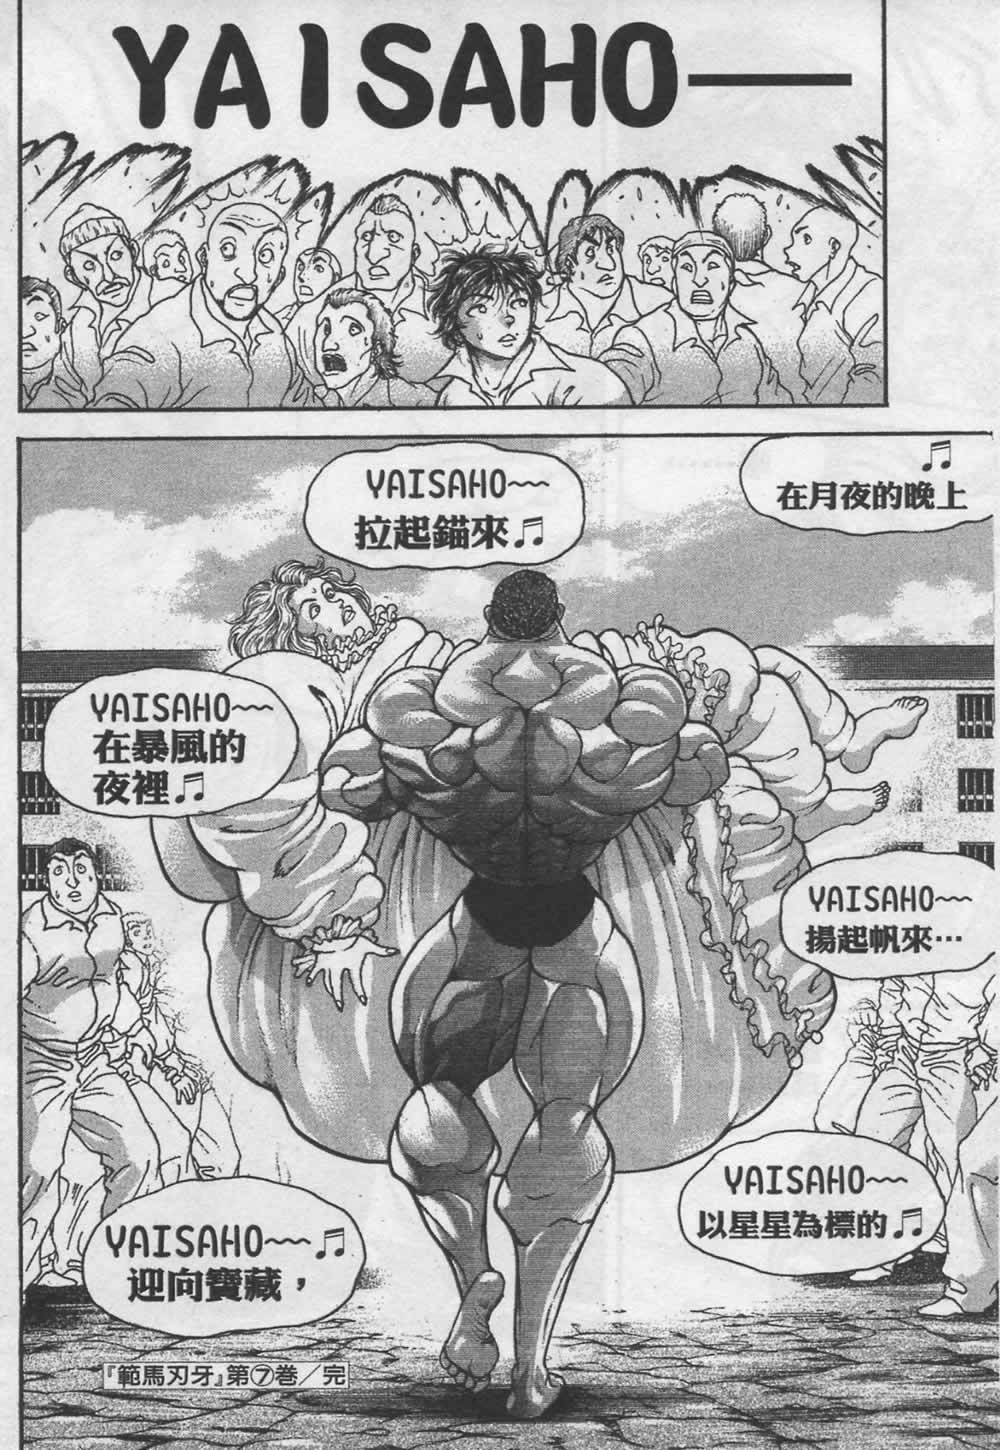 YAISAHO——
♫
在月夜的晚上
YAISAHO~~
拉起錨來♫
YAISAHO~~
在暴風的
夜裡♫
YAISAHO~~
揚起帆來…
YAISAHO~~
以星星為標的♫
YAISAHO~~♫
迎向寶藏，
『範馬刃牙』第⑦巻／完